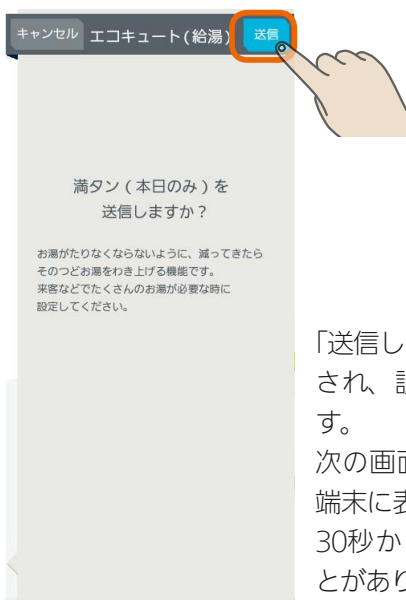 キャンセル エコキュート(給湯) 送信
満タン(本日のみ)を
送信しますか？
お湯がたりなくならないように、減ってきたら
そのつどお湯をわき上げる機能です。
来客などでたくさんのお湯が必要な時に
設定してください。
「送信し
され、
す。
次の画
端末に
30秒か
とがあ